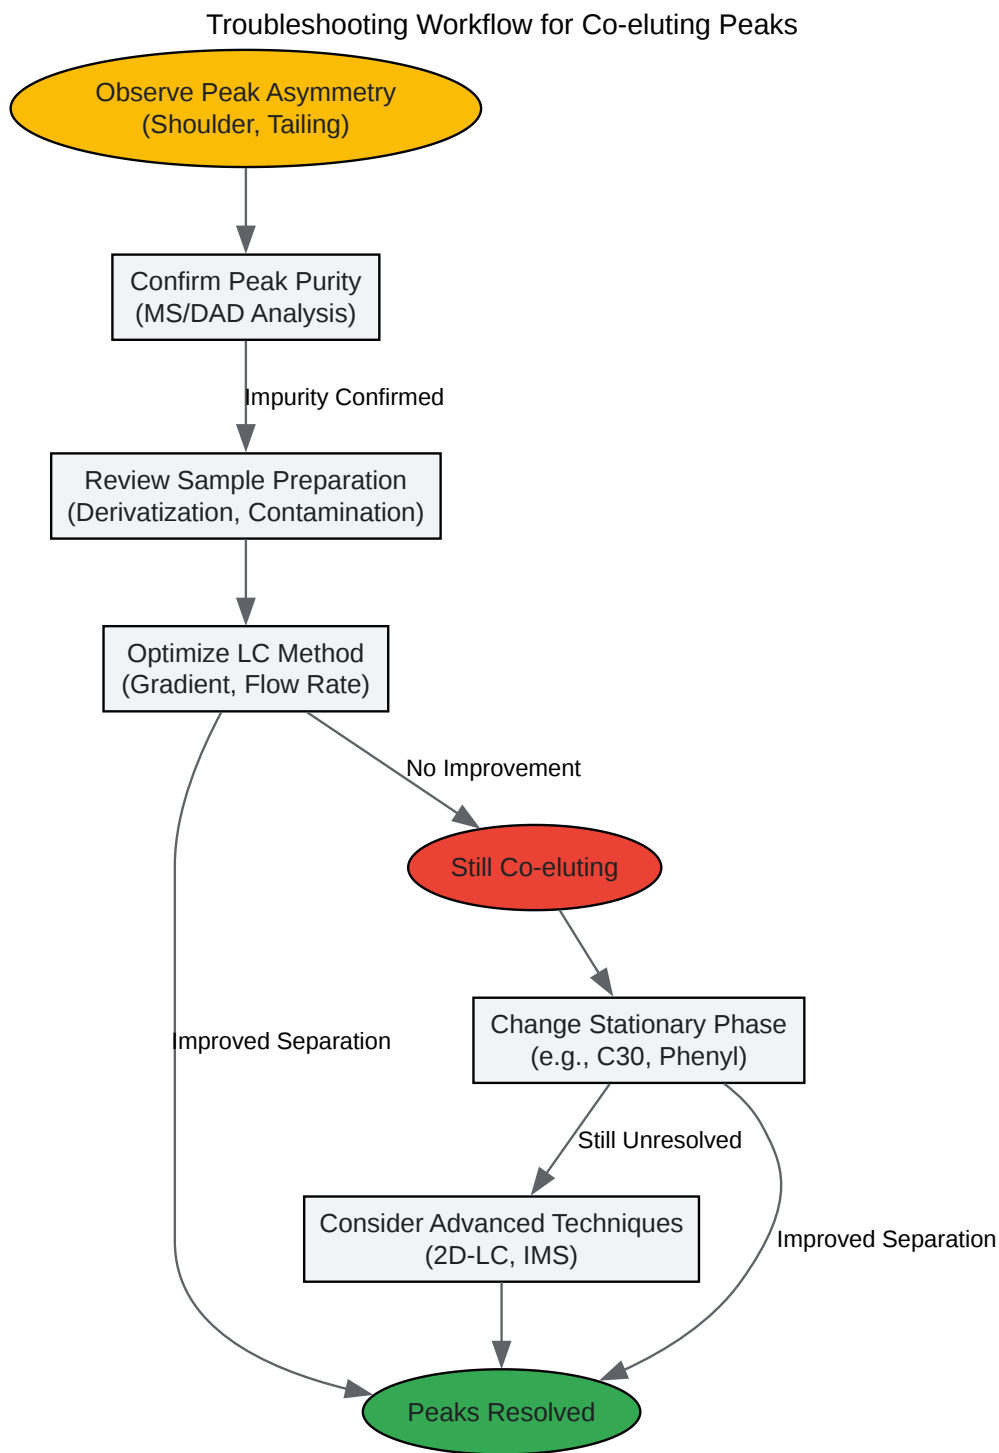 Troubleshooting Workflow for Co-eluting Peaks
Observe Peak Asymmetry
(Shoulder, Tailing)
Confirm Peak Purity
(MS/DAD Analysis)
Impurity Confirmed
Review Sample Preparation
(Derivatization, Contamination)
Optimize LC Method
(Gradient, Flow Rate)
No Improvement
Still Co-eluting
Change Stationary Phase
(e.g., C30, Phenyl)
Improved Separation
Still Unresolved
Consider Advanced Techniques
(2D-LC, IMS)
Improved Separation
Peaks Resolved